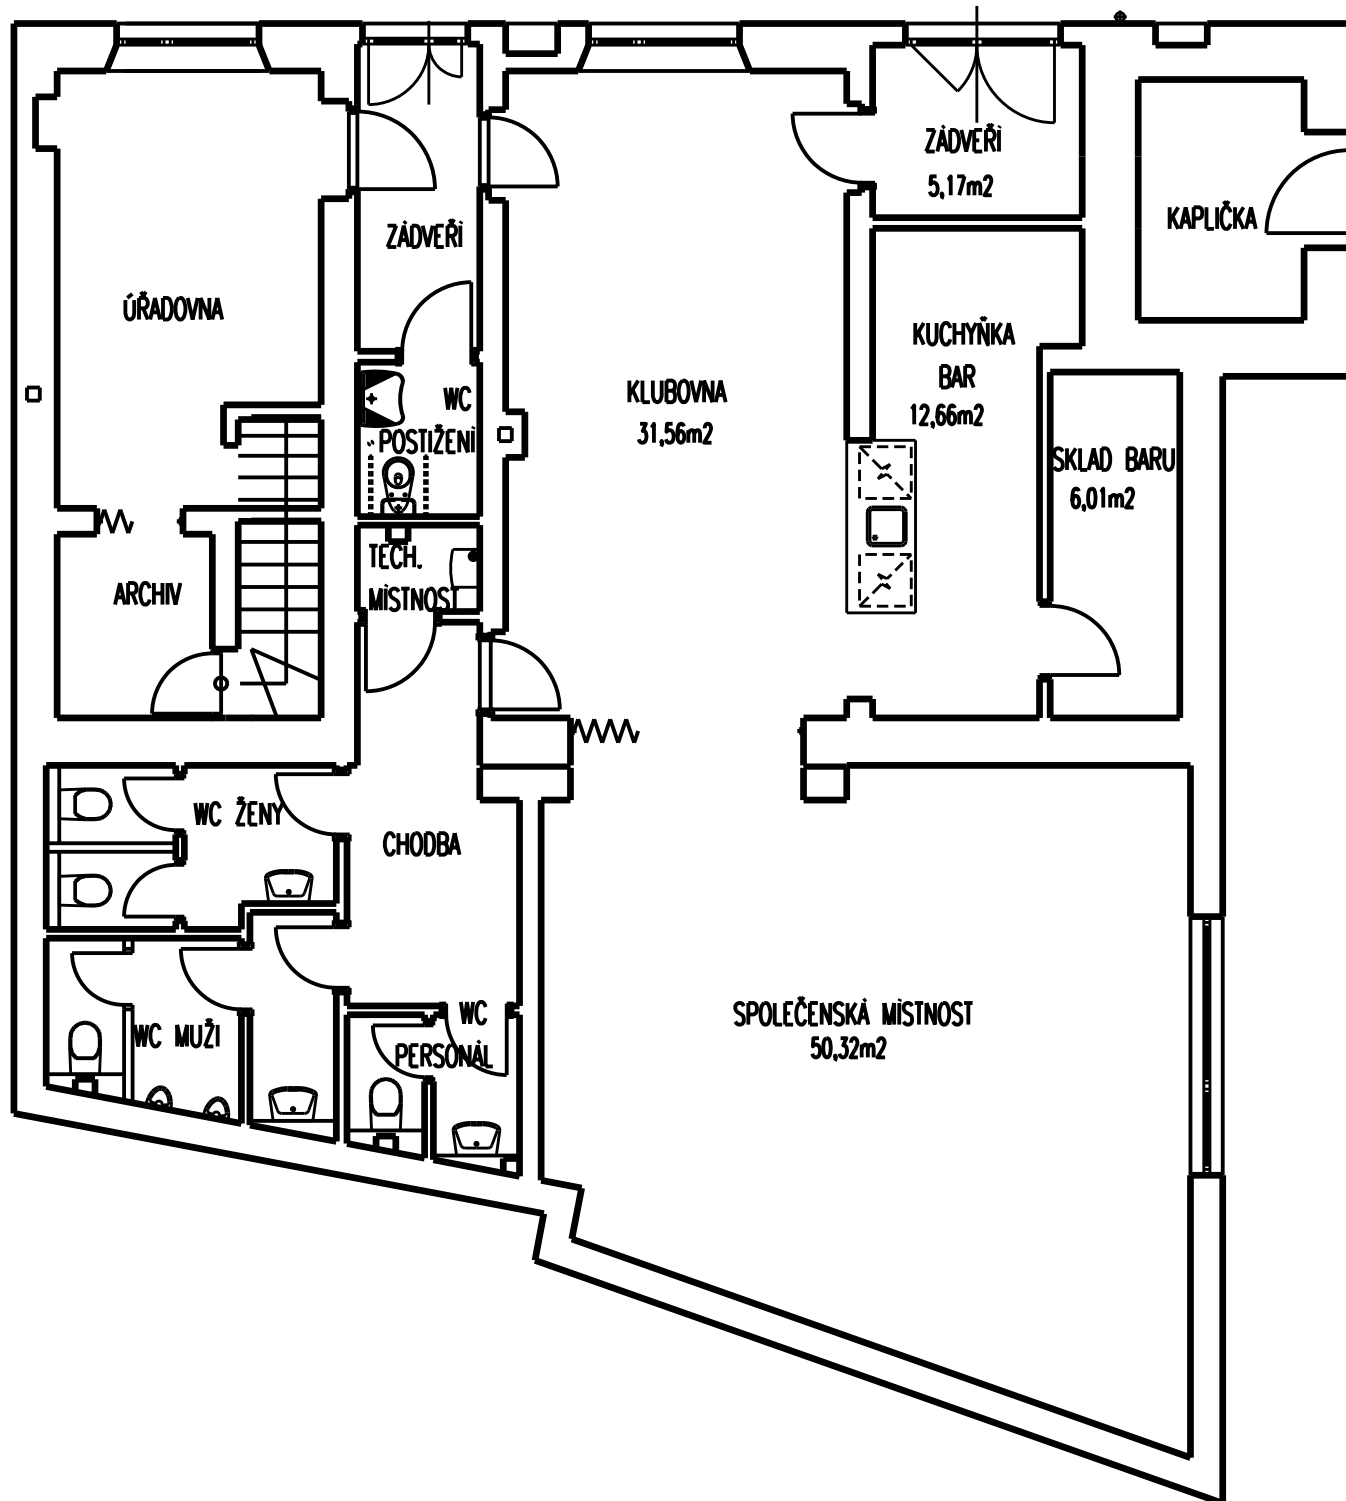 ZÁDVEŘÍ
5,17m2
KAPLIČKA
ZÁDVEŘÍ
ÚŘADOVNA
KUCHYŇKA
BAR
12,66m2
KLUBOVNA
31,56m2
WC
POSTIŽENÍ
SKLAD BARU
6,01m2
TECH.
MÍSTNOST
ARCHIV
WC ŽENY
CHODBA
SPOLEČENSKÁ MÍSTNOST
50,32m2
WC MUŽI
WC
PERSONÁL